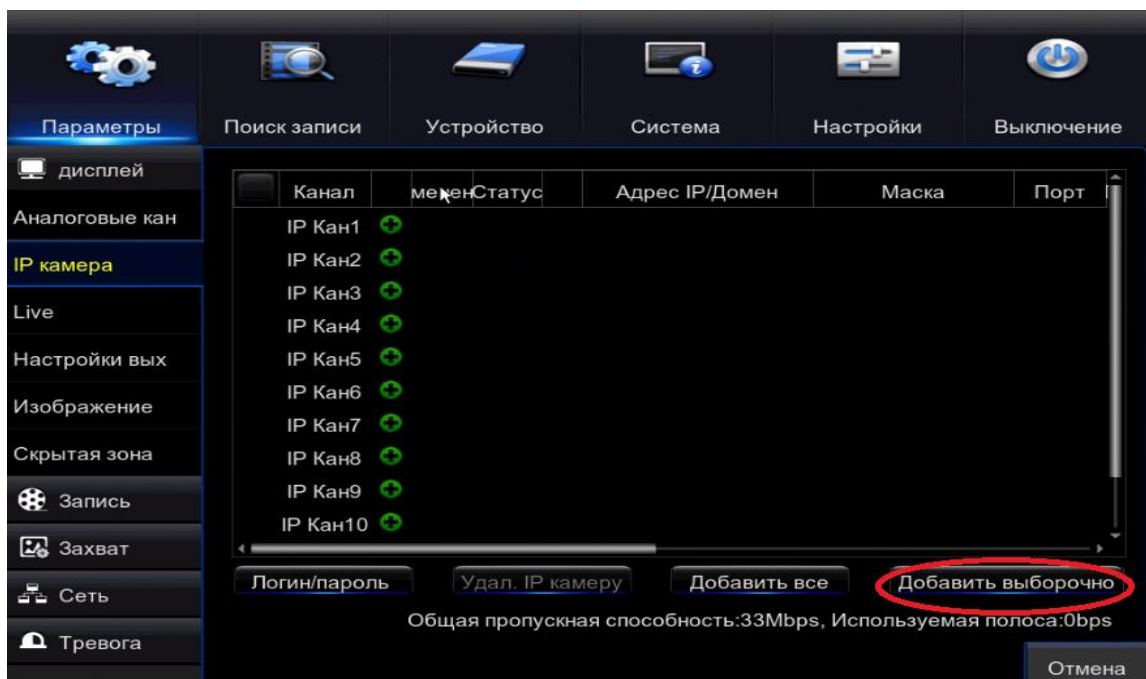 Параметры
Поиск записи
Устройство
Система
Настройки
Выключение
дисплей
Аналоговые кан
IP камера
Live
Настройки вых
Изображение
Скрытая зона
Запись
Захват
Сеть
Тревога
Канал Статус Адрес IP/Домен Маска Порт
IP Кан1
IP Кан2
IP Кан3
IP Кан4
IP Кан5
IP Кан6
IP Кан7
IP Кан8
IP Кан9
IP Кан10
Логин/пароль
Удал. IP камеру
Добавить все
Добавить выборочно
Общая пропускная способность:33Mbps, Используемая полоса:0bps
Отмена